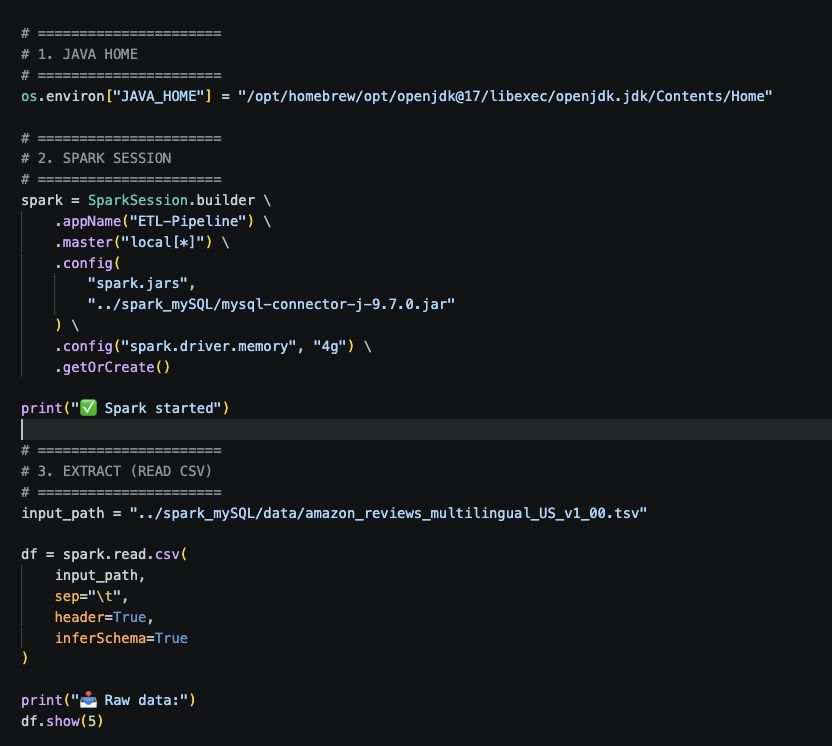 # ======================
# 1. JAVA HOME
# ======================
os.environ["JAVA_HOME"] = "/opt/homebrew/opt/openjdk@17/libexec/openjdk.jdk/Contents/Home"
# ======================
# 2. SPARK SESSION
# ======================
spark = SparkSession.builder \
    .appName("ETL-Pipeline") \
    .master("local[*]") \
    .config(
        "spark.jars",
        "../spark_mySQL/mysql-connector-j-9.7.0.jar"
    ) \
    .config("spark.driver.memory", "4g") \
    .getOrCreate()
print("✅ Spark started")
# ======================
# 3. EXTRACT (READ CSV)
# ======================
input_path = "../spark_mySQL/data/amazon_reviews_multilingual_US_v1_00.tsv"
df = spark.read.csv(
    input_path,
    sep="\t",
    header=True,
    inferSchema=True
)
print("📥 Raw data:")
df.show(5)